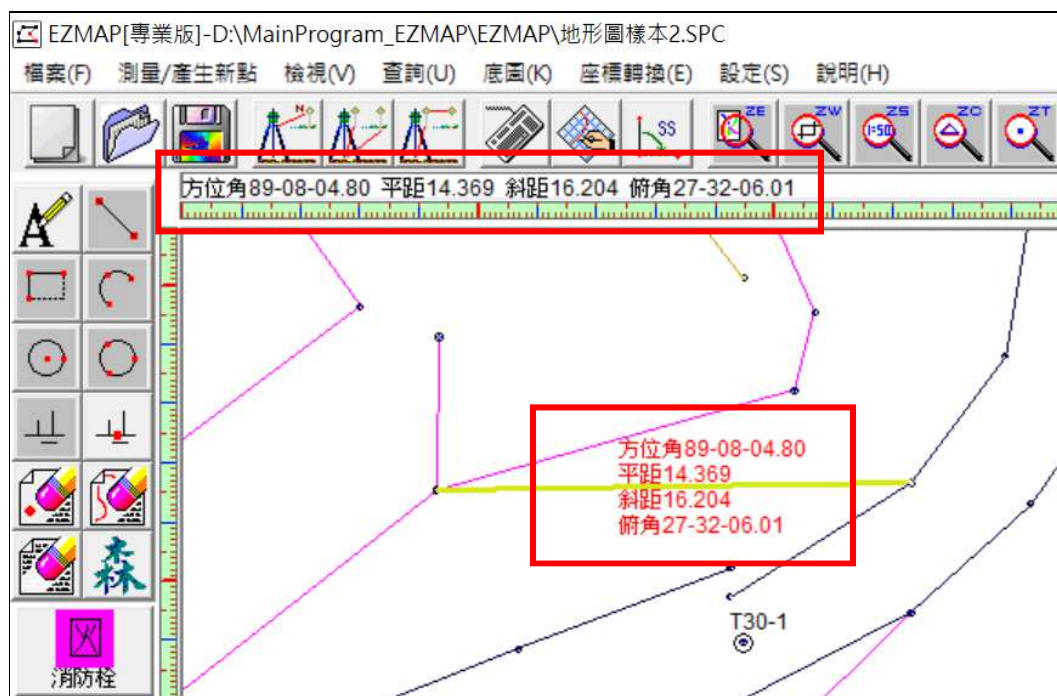 EZMAP[專業版]-D:\MainProgram_EZMAP\EZMAP\地形圖樣本2.SPC
檔案(F) 測量/產生新點 檢視(V) 查詢(U) 底圖(K) 座標轉換(E) 設定(S) 說明(H)
N
SS
ZE
ZW
1=50
ZS
ZC
ZT
方位角89-08-04.80 平距14.369 斜距16.204 俯角27-32-06.01
A
方位角89-08-04.80
平距14.369
斜距16.204
俯角27-32-06.01
森
T30-1
消防栓